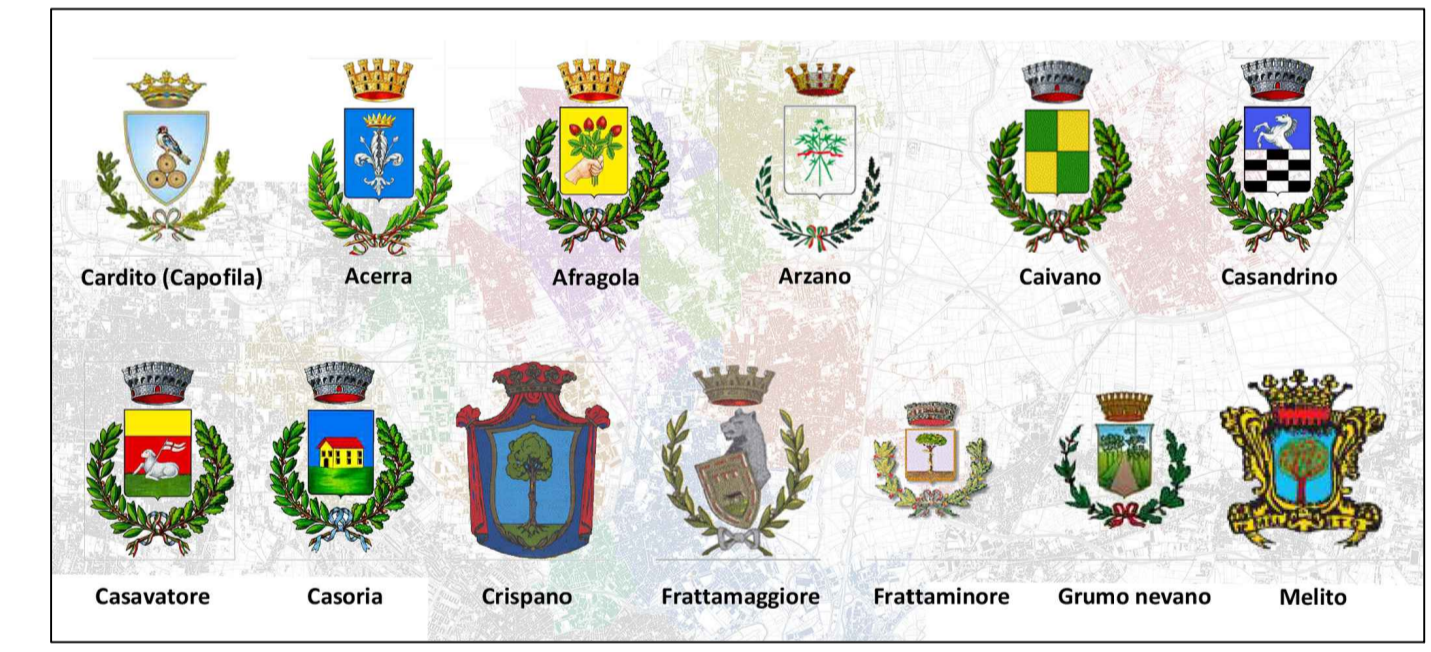 Cardito (Capofila)
Acerra
Afragola
Arzano
Caivano
Casandrino
Casavatore
Casoria
Crispano
Frattamaggiore
Frattaminore
Grumo nevano
Melito